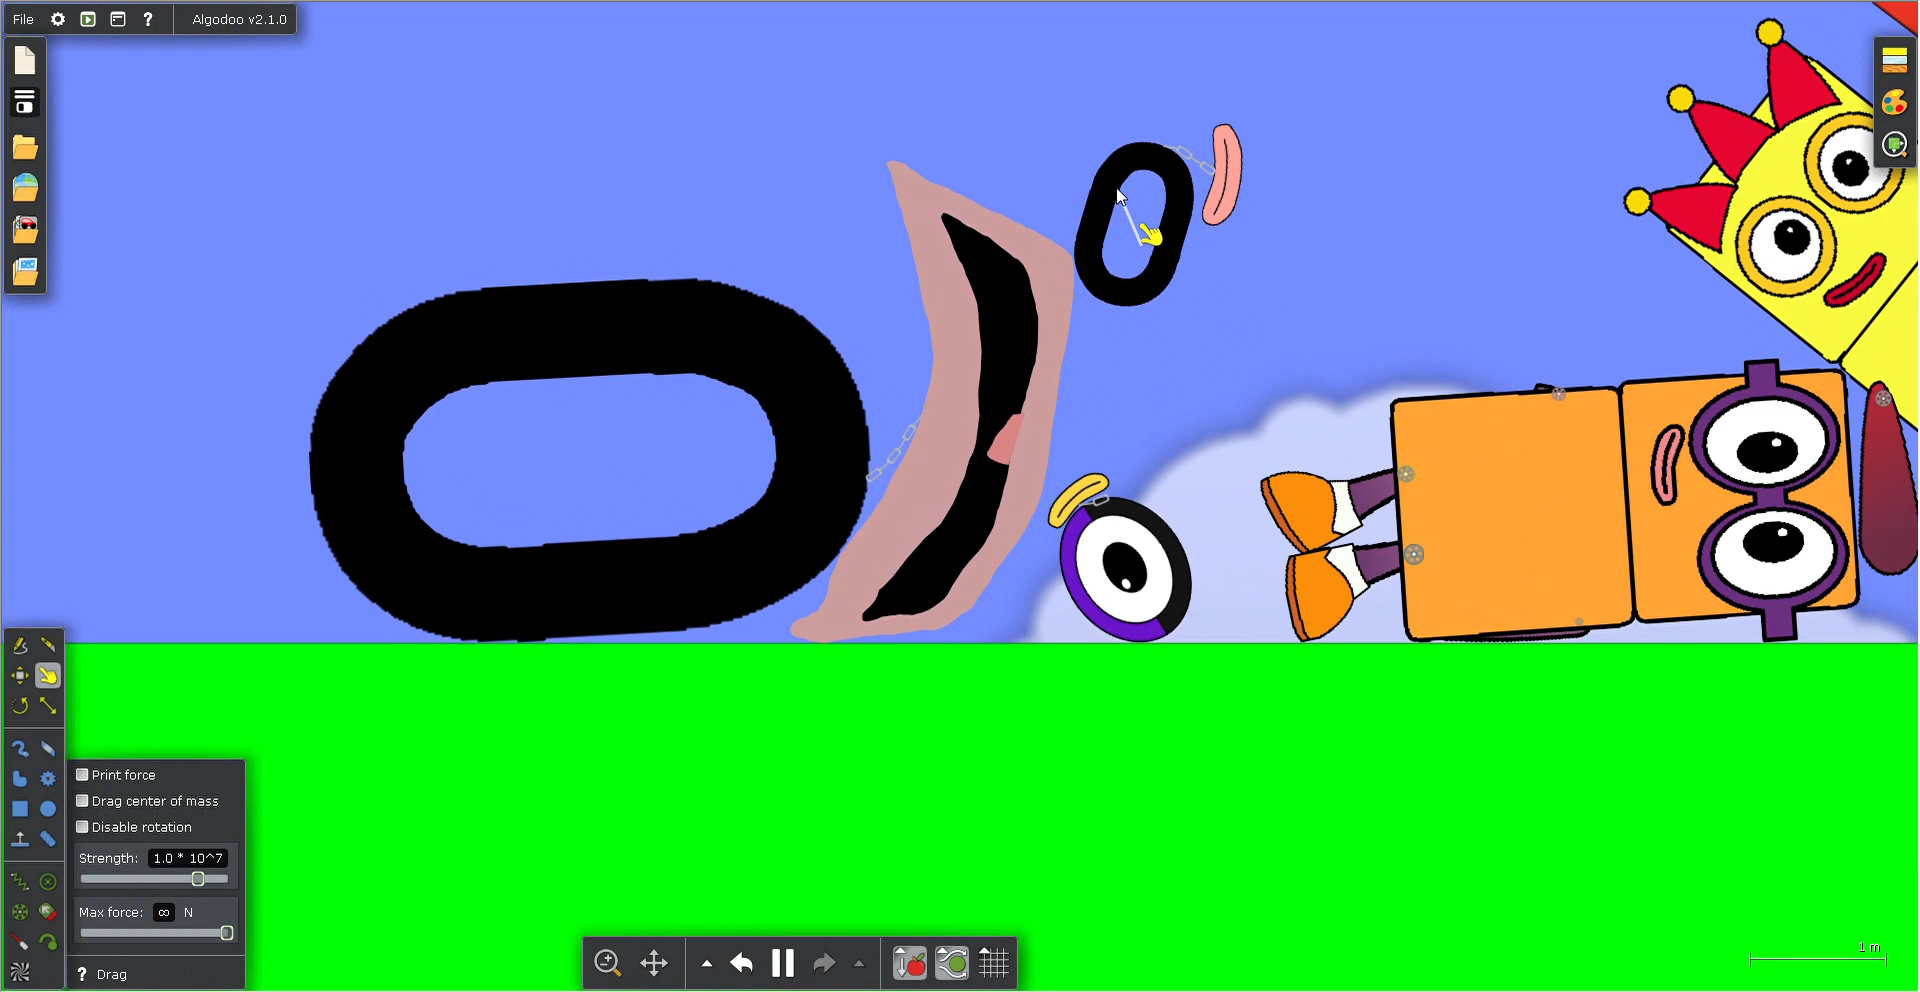 File ? Algodoo v2.1.0
Print force
Drag center of mass
Disable rotation
Strength: 1.0 * 10^7
Max force: ∞ N
? Drag
1 m